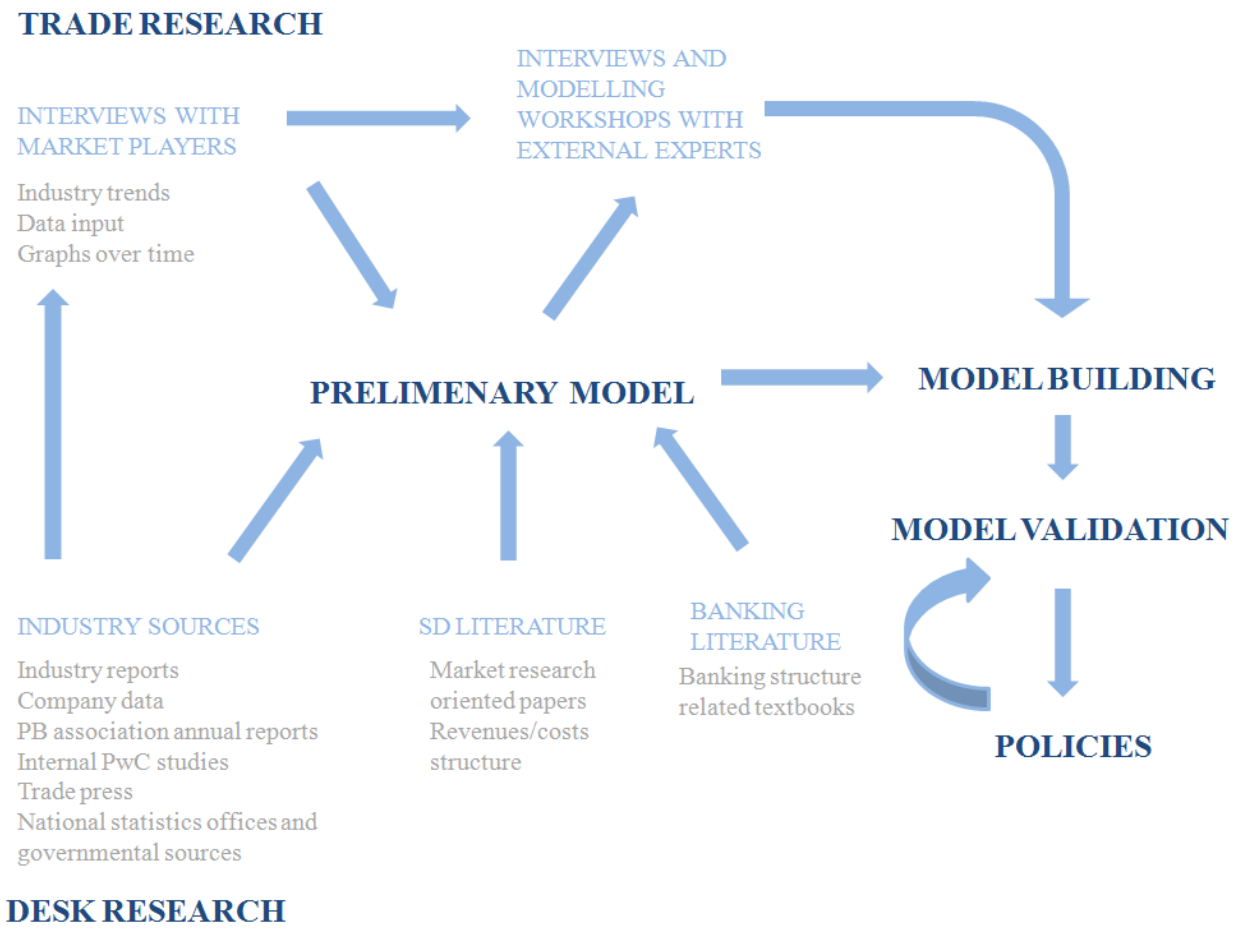 TRADE RESEARCH
INTERVIEWS WITH
MARKET PLAYERS
Industry trends
Data input
Graphs over time
INTERVIEWS AND
MODELLING
WORKSHOPS WITH
EXTERNAL EXPERTS
PRELIMENARY MODEL
MODEL BUILDING
MODEL VALIDATION
POLICIES
INDUSTRY SOURCES
Industry reports
Company data
PB association annual reports
Internal PwC studies
Trade press
National statistics offices and
governmental sources
SD LITERATURE
Market research
oriented papers
Revenues/costs
structure
BANKING
LITERATURE
Banking structure
related textbooks
DESK RESEARCH